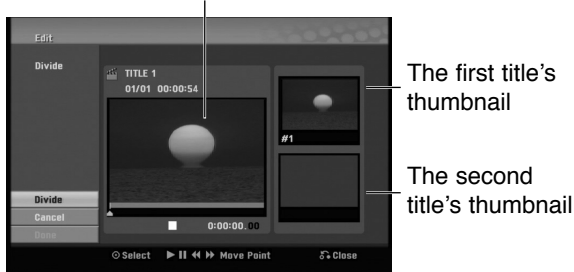 Edit
Divide
TITLE 1
01/01 00:00:54
#1
The first title's
thumbnail
The second
title's thumbnail
Divide
Cancel
Done
0:00:00.00
Select
Move Point
Close